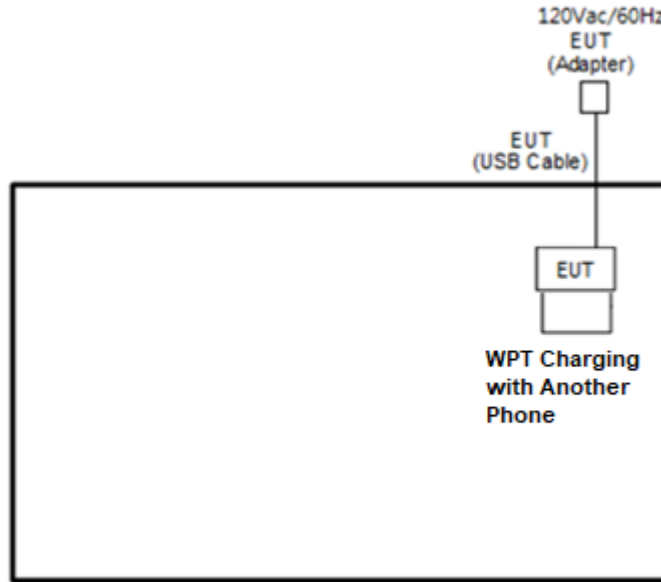 120Vac/60Hz
EUT
(Adapter)
EUT
(USB Cable)
EUT
WPT Charging
with Another
Phone